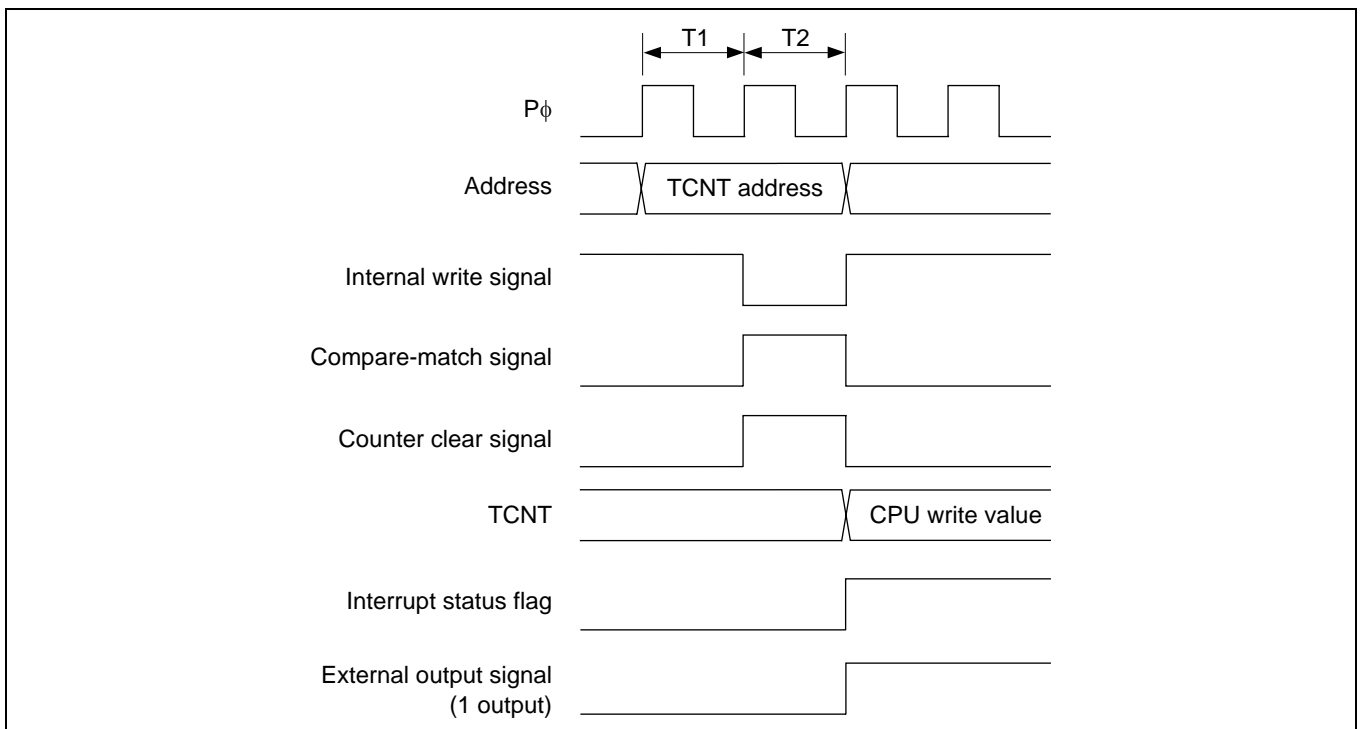 T1 T2
Pϕ
Address TCNT address
Internal write signal
Compare-match signal
Counter clear signal
TCNT CPU write value
Interrupt status flag
External output signal
(1 output)